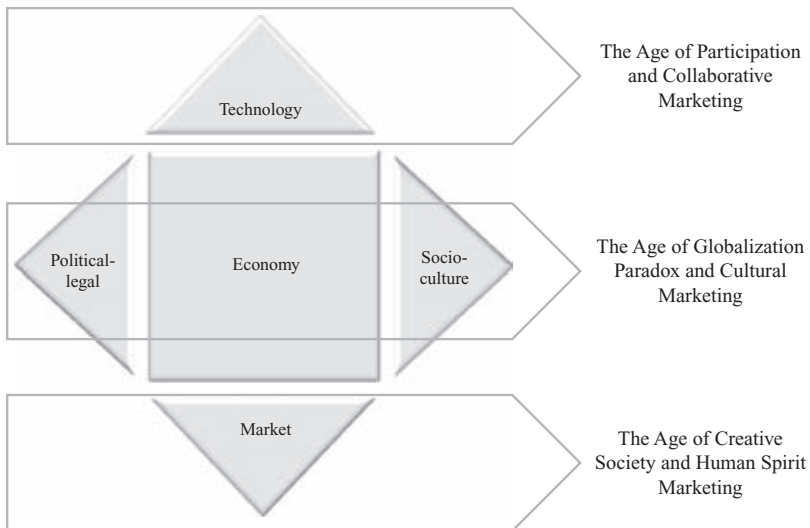 Technology
The Age of Participation
and Collaborative
Marketing
Political-
legal
Economy
Socio-
culture
The Age of Globalization
Paradox and Cultural
Marketing
Market
The Age of Creative
Society and Human Spirit
Marketing